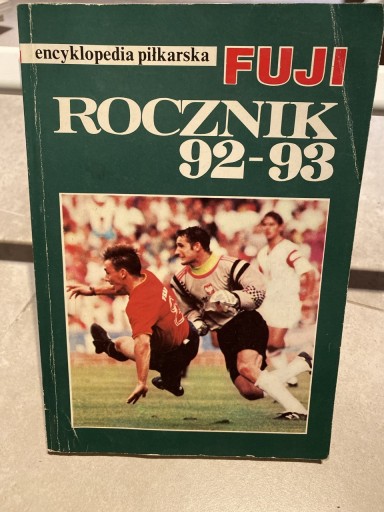 encyklopedia piłkarska
FUJI
ROCZNIK
92-93